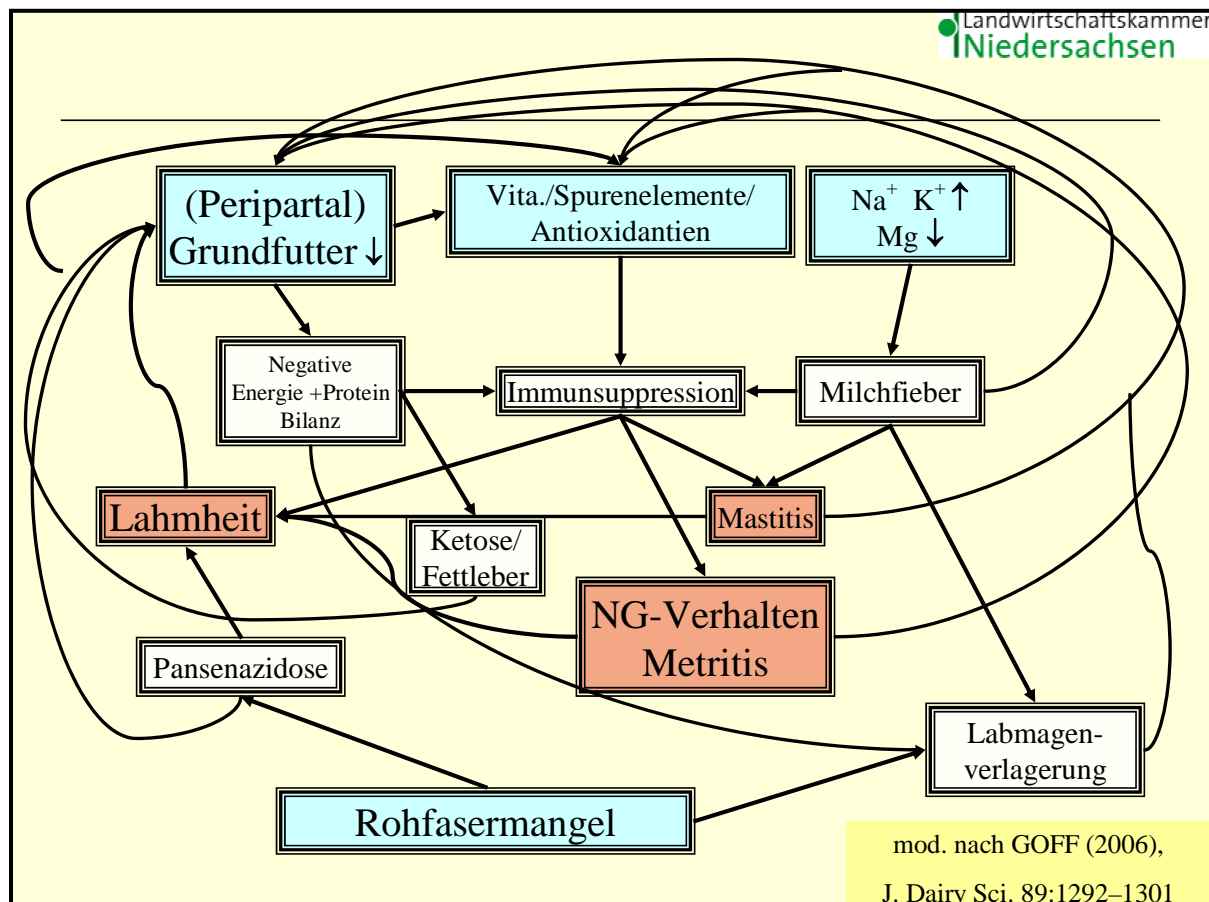 Landwirtschaftskammer
Niedersachsen
(Peripartal)
Grundfutter ↓
Vita./Spurenelemente/
Antioxidantien
Na⁺ K⁺ ↑
Mg ↓
Negative
Energie +Protein
Bilanz
Immunsuppression
Milchfieber
Lahmheit
Ketose/
Fettleber
Mastitis
NG-Verhalten
Metritis
Pansenazidose
Labmagen-
verlagerung
Rohfasermangel
mod. nach GOFF (2006),
J. Dairy Sci. 89:1292–1301